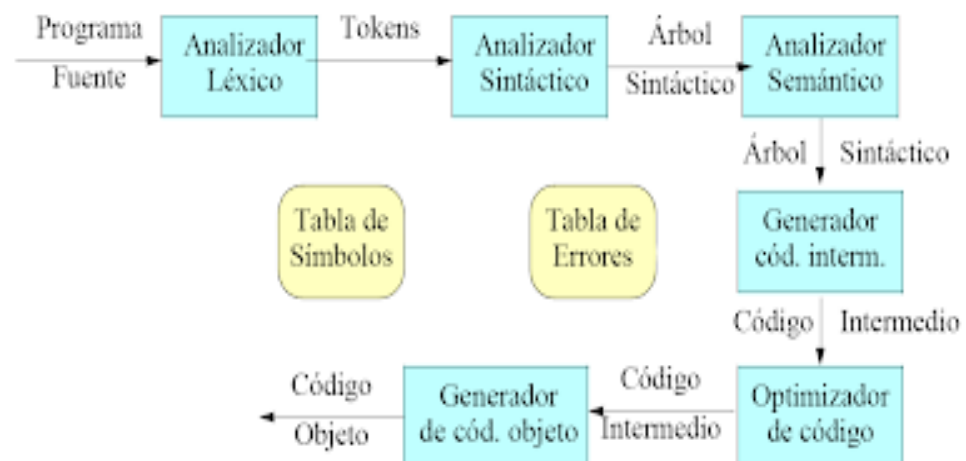 Programa
Fuente
Analizador
Léxico
Tokens
Analizador
Sintáctico
Árbol
Sintáctico
Analizador
Semántico
Árbol Sintáctico
Tabla de
Símbolos
Tabla de
Errores
Generador
cód. interm.
Código Intermedio
Optimizador
de código
Código
Intermedio
Generador
de cód. objeto
Código
Objeto